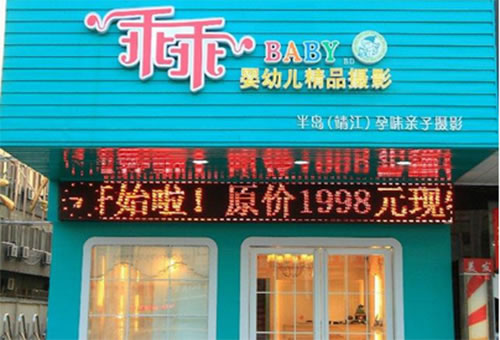 乖乖
BABY
婴幼儿精品摄影
半岛(靖江)孕味亲子摄影
开始啦！原价1998元现